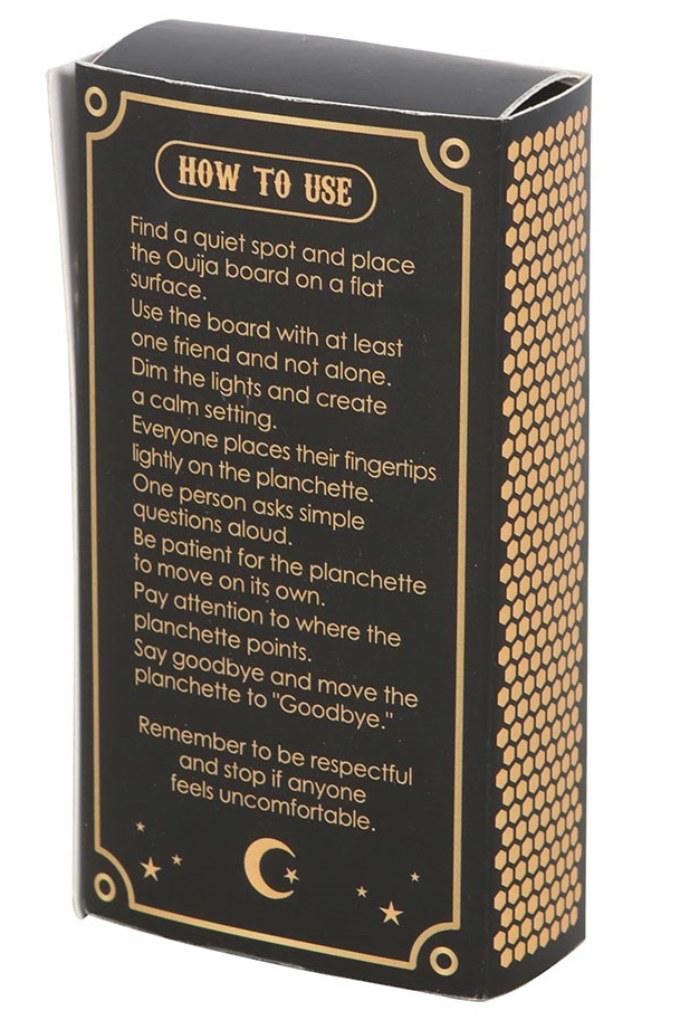 HOW TO USE
Find a quiet spot and place
the Ouija board on a flat
surface.
Use the board with at least
one friend and not alone.
Dim the lights and create
a calm setting.
Everyone places their fingertips
lightly on the planchette.
One person asks simple
questions aloud.
Be patient for the planchette
to move on its own.
Pay attention to where the
planchette points.
Say goodbye and move the
planchette to "Goodbye."
Remember to be respectful
and stop if anyone
feels uncomfortable.